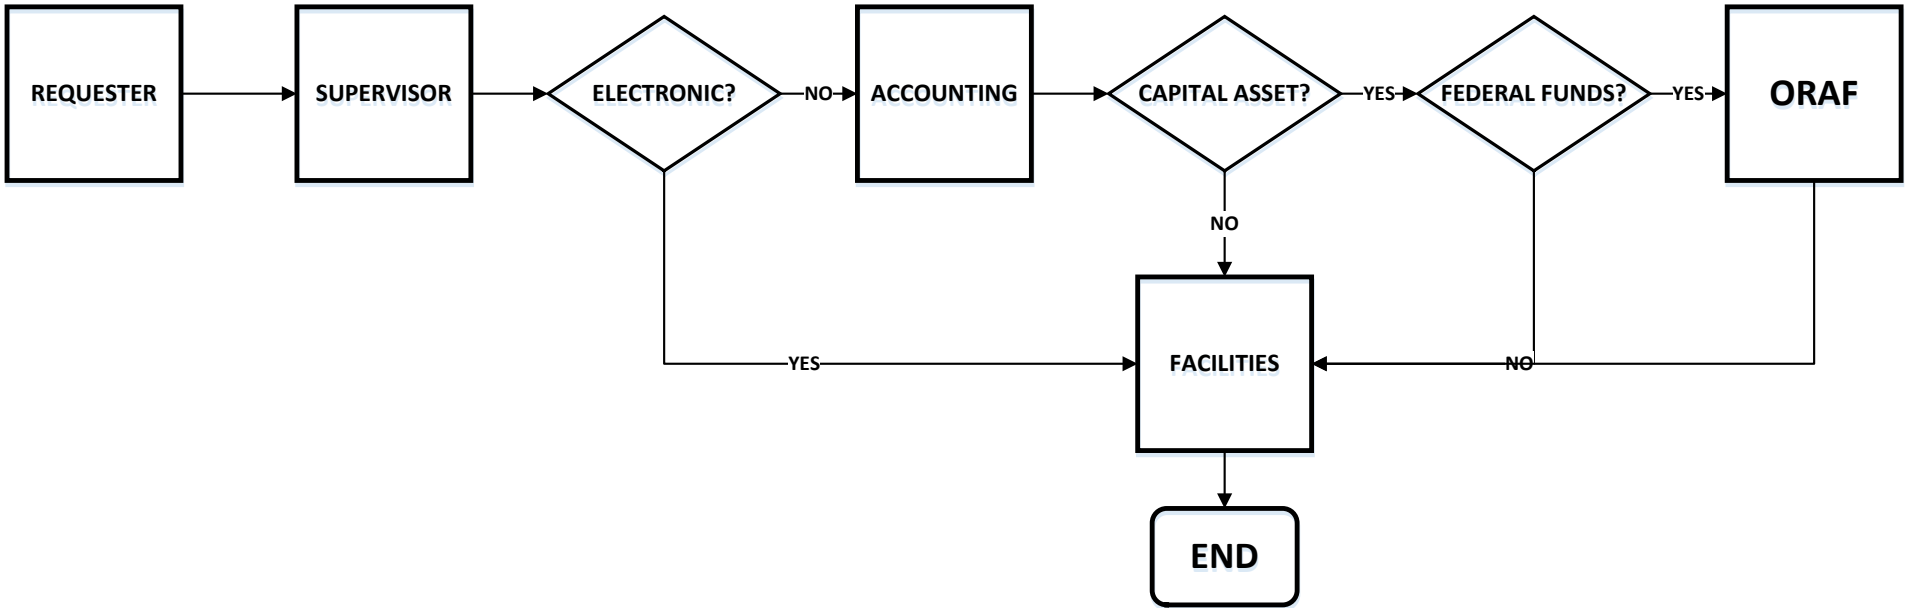 REQUESTER
SUPERVISOR
ELECTRONIC?
NO
ACCOUNTING
CAPITAL ASSET?
YES
FEDERAL FUNDS?
YES
ORAF
NO
YES
FACILITIES
NO
END